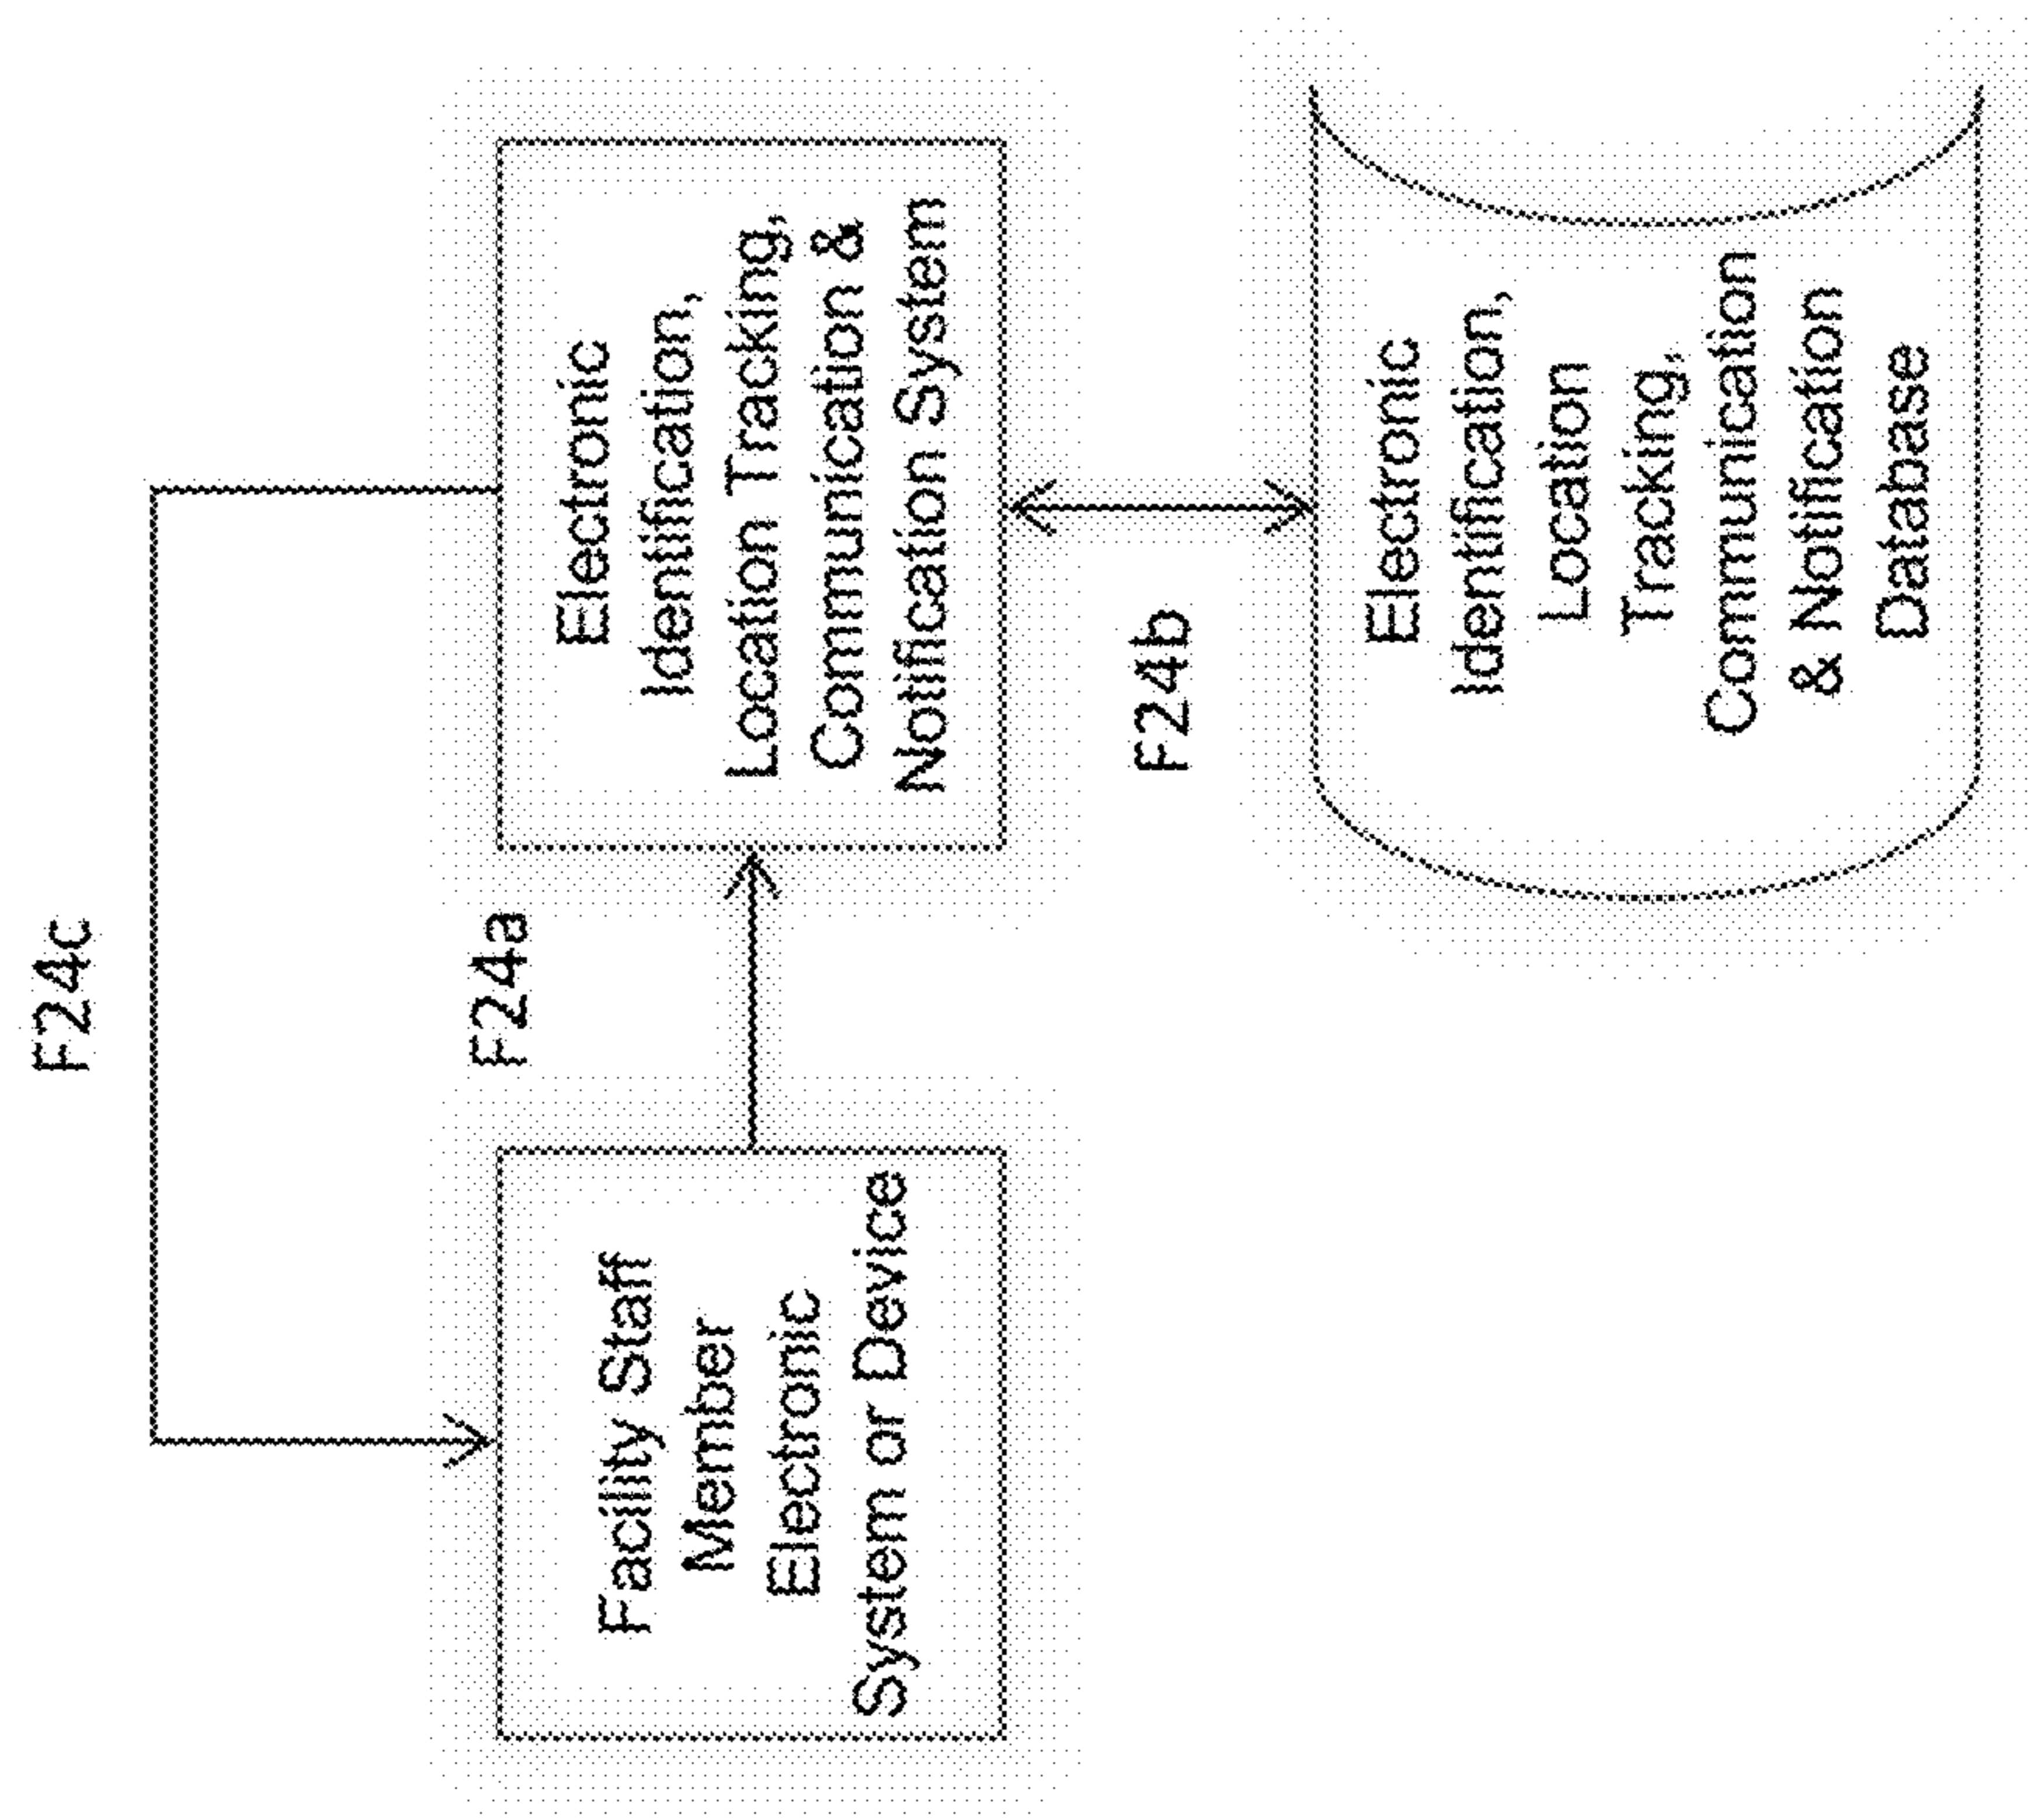 F24c
Facility Staff
Member
Electronic
System or Device
F24a
Electronic
Identification,
Location Tracking,
Communication &
Notification System
F24b
Electronic
Identification,
Location
Tracking,
Communication
& Notification
Database